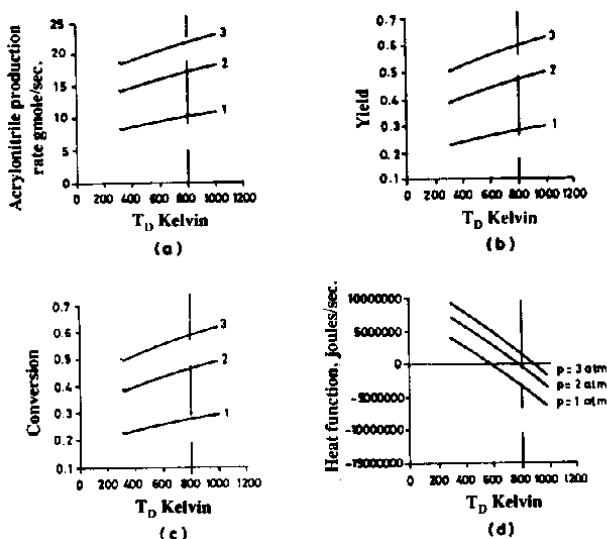 Acrylonitrile production
rate gmole/sec.
25
20
15
10
5
0
3
2
1
0 200 400 600 800 1000 1200
T_D Kelvin
(a)
Yield
0.7
0.6
0.5
0.4
0.3
0.2
0.1
3
2
1
0 200 400 600 800 1000 1200
T_D Kelvin
(b)
Conversion
0.7
0.6
0.5
0.4
0.3
0.2
0.1
3
2
1
0 200 400 600 800 1000 1200
T_D Kelvin
(c)
Heat function, joules/sec.
10000000
5000000
0
-5000000
-10000000
-15000000
p = 3 atm
p = 2 atm
p = 1 atm
0 200 400 600 800 1000 1200
T_D Kelvin
(d)